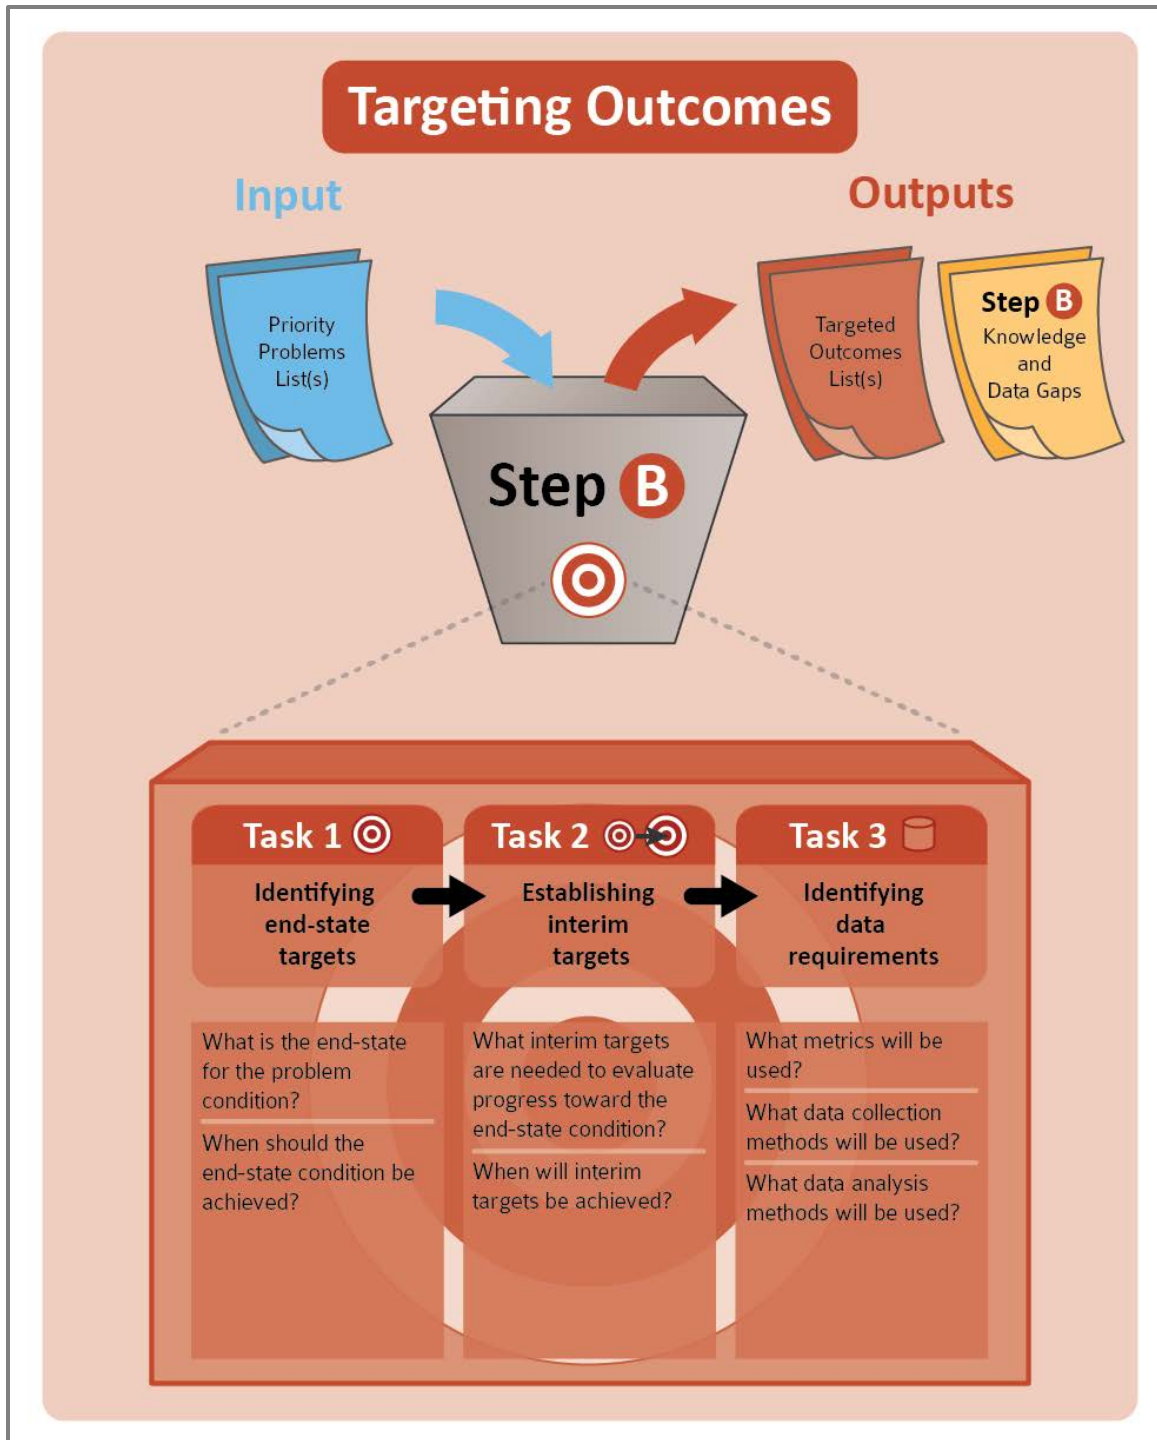 Targeting Outcomes
Input
Outputs
Priority
Problems
List(s)
Targeted
Outcomes
List(s)
Step B
Knowledge
and
Data Gaps
Step B
Task 1
Identifying
end-state
targets
What is the end-state
for the problem
condition?
When should the
end-state condition be
achieved?
Task 2
Establishing
interim
targets
What interim targets
are needed to evaluate
progress toward the
end-state condition?
When will interim
targets be achieved?
Task 3
Identifying
data
requirements
What metrics will be
used?
What data collection
methods will be used?
What data analysis
methods will be used?